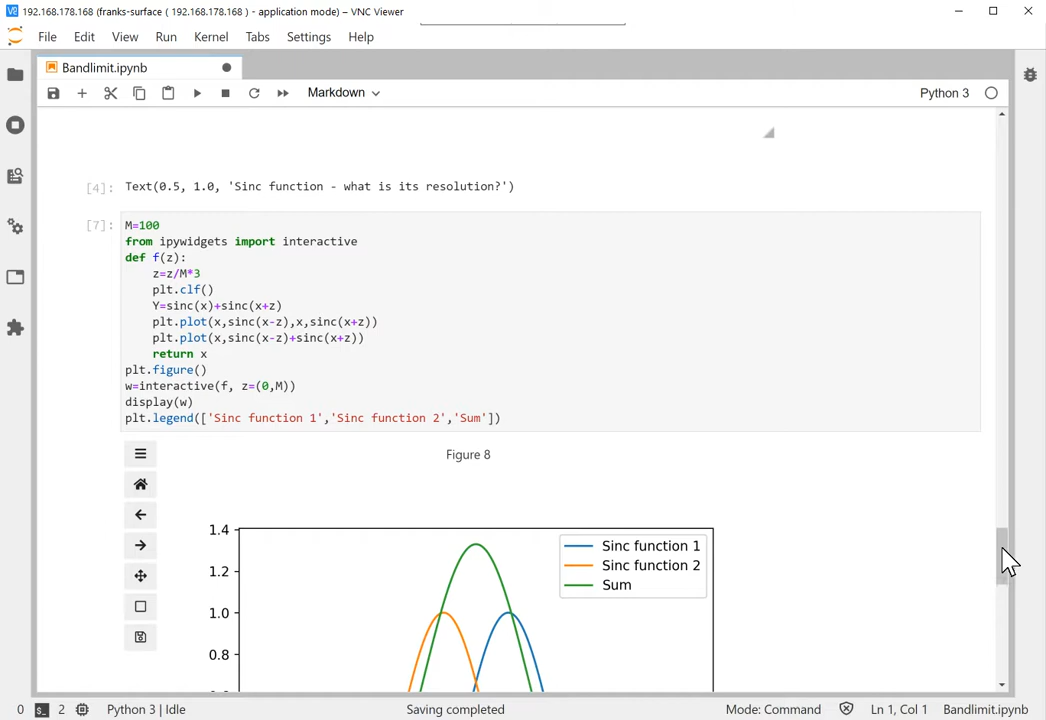 192.168.178.168 (franks-surface ( 192.168.178.168 ) - application mode) – VNC Viewer
File Edit View Run Kernel Tabs Settings Help
Bandlimit.ipynb
Markdown
Python 3
[4]: Text(0.5, 1.0, 'Sinc function - what is its resolution?')
[7]: M=100
from ipywidgets import interactive
def f(z):
z=z/M*3
plt.clf()
Y=sinc(x)+sinc(x+z)
plt.plot(x,sinc(x-z),x,sinc(x+z))
plt.plot(x,sinc(x-z)+sinc(x+z))
return x
plt.figure()
w=interactive(f, z=(0,M))
display(w)
plt.legend(['Sinc function 1','Sinc function 2','Sum'])
Figure 8
1.4
1.2
1.0
0.8
Sinc function 1
Sinc function 2
Sum
0 2 Python 3 | Idle Saving completed Mode: Command Ln 1, Col 1 Bandlimit.ipynb